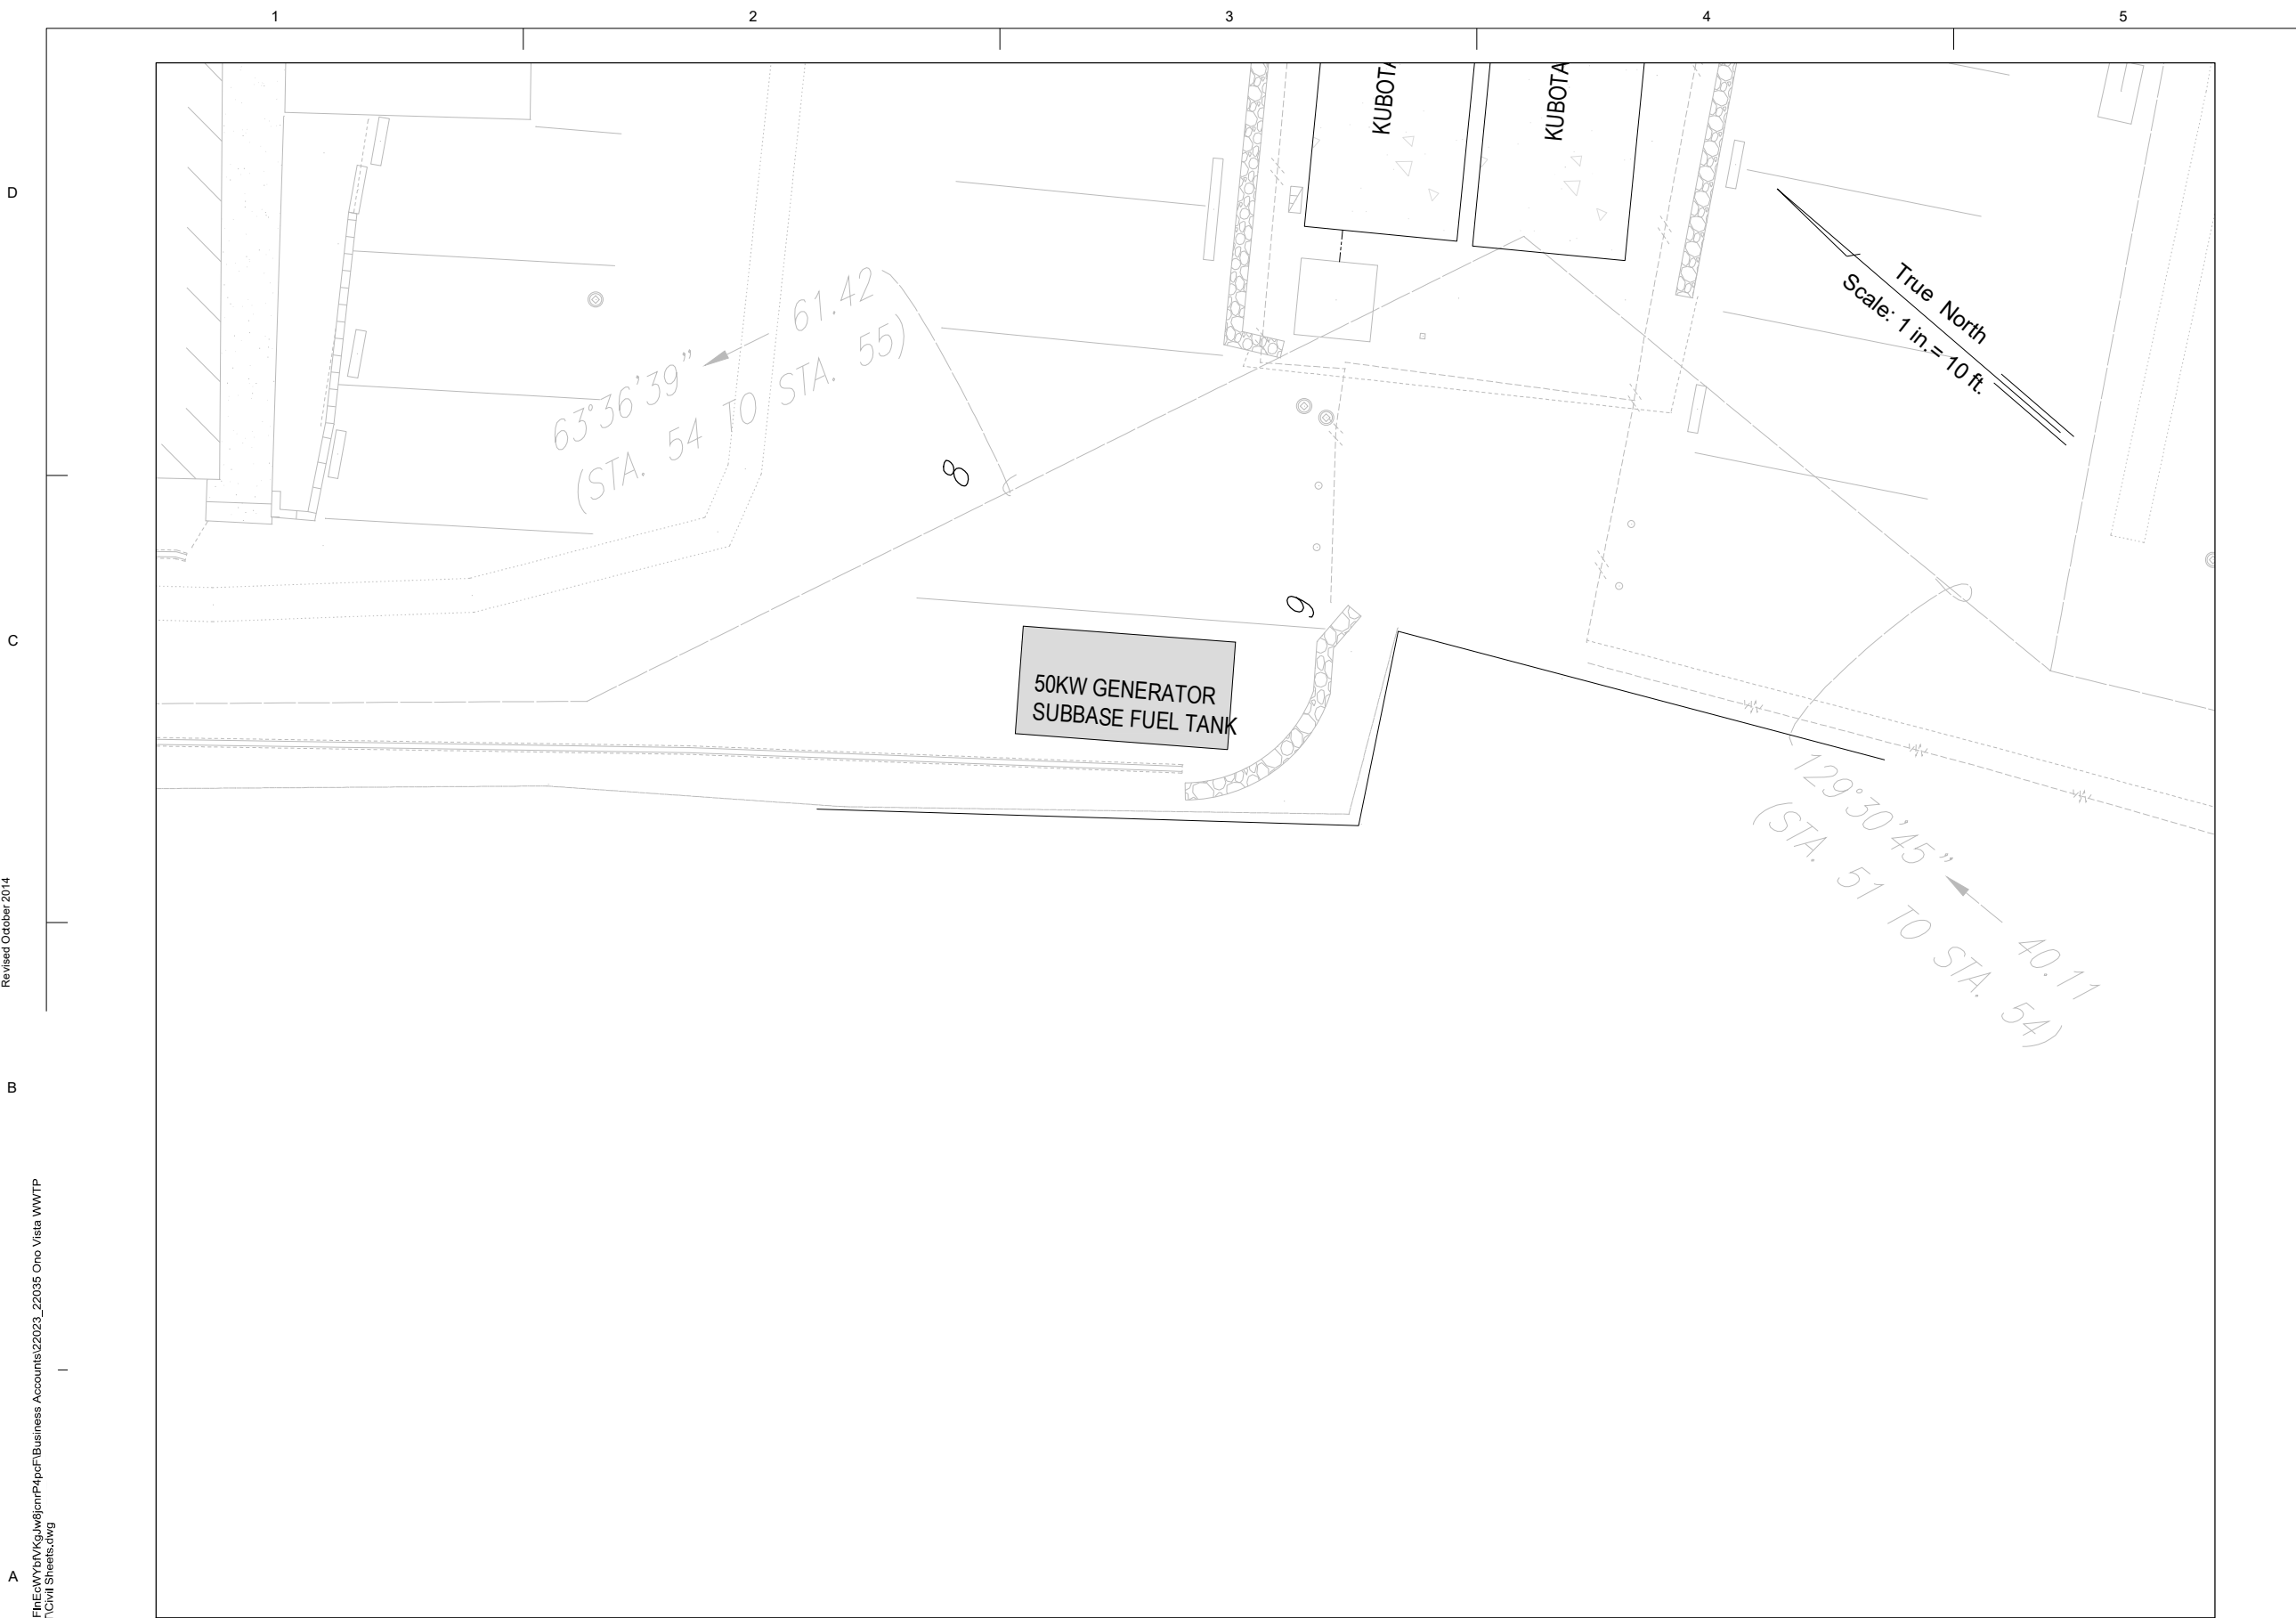 1
2
3
4
5
D
C
B
A
KUBOTA
KUBOTA
True North
Scale: 1 in.= 10 ft.
63°36'39"
61.42
(STA. 54 TO STA. 55)
8
9
50KW GENERATOR
SUBBASE FUEL TANK
129°30'45"
40.11
(STA. 51 TO STA. 54)
Revised October 2014
FlnEcWYbfVKgJw8jcnrP4pcF\Business Accounts\22023_22035 Ono Vista WWTP
\Civil Sheets.dwg